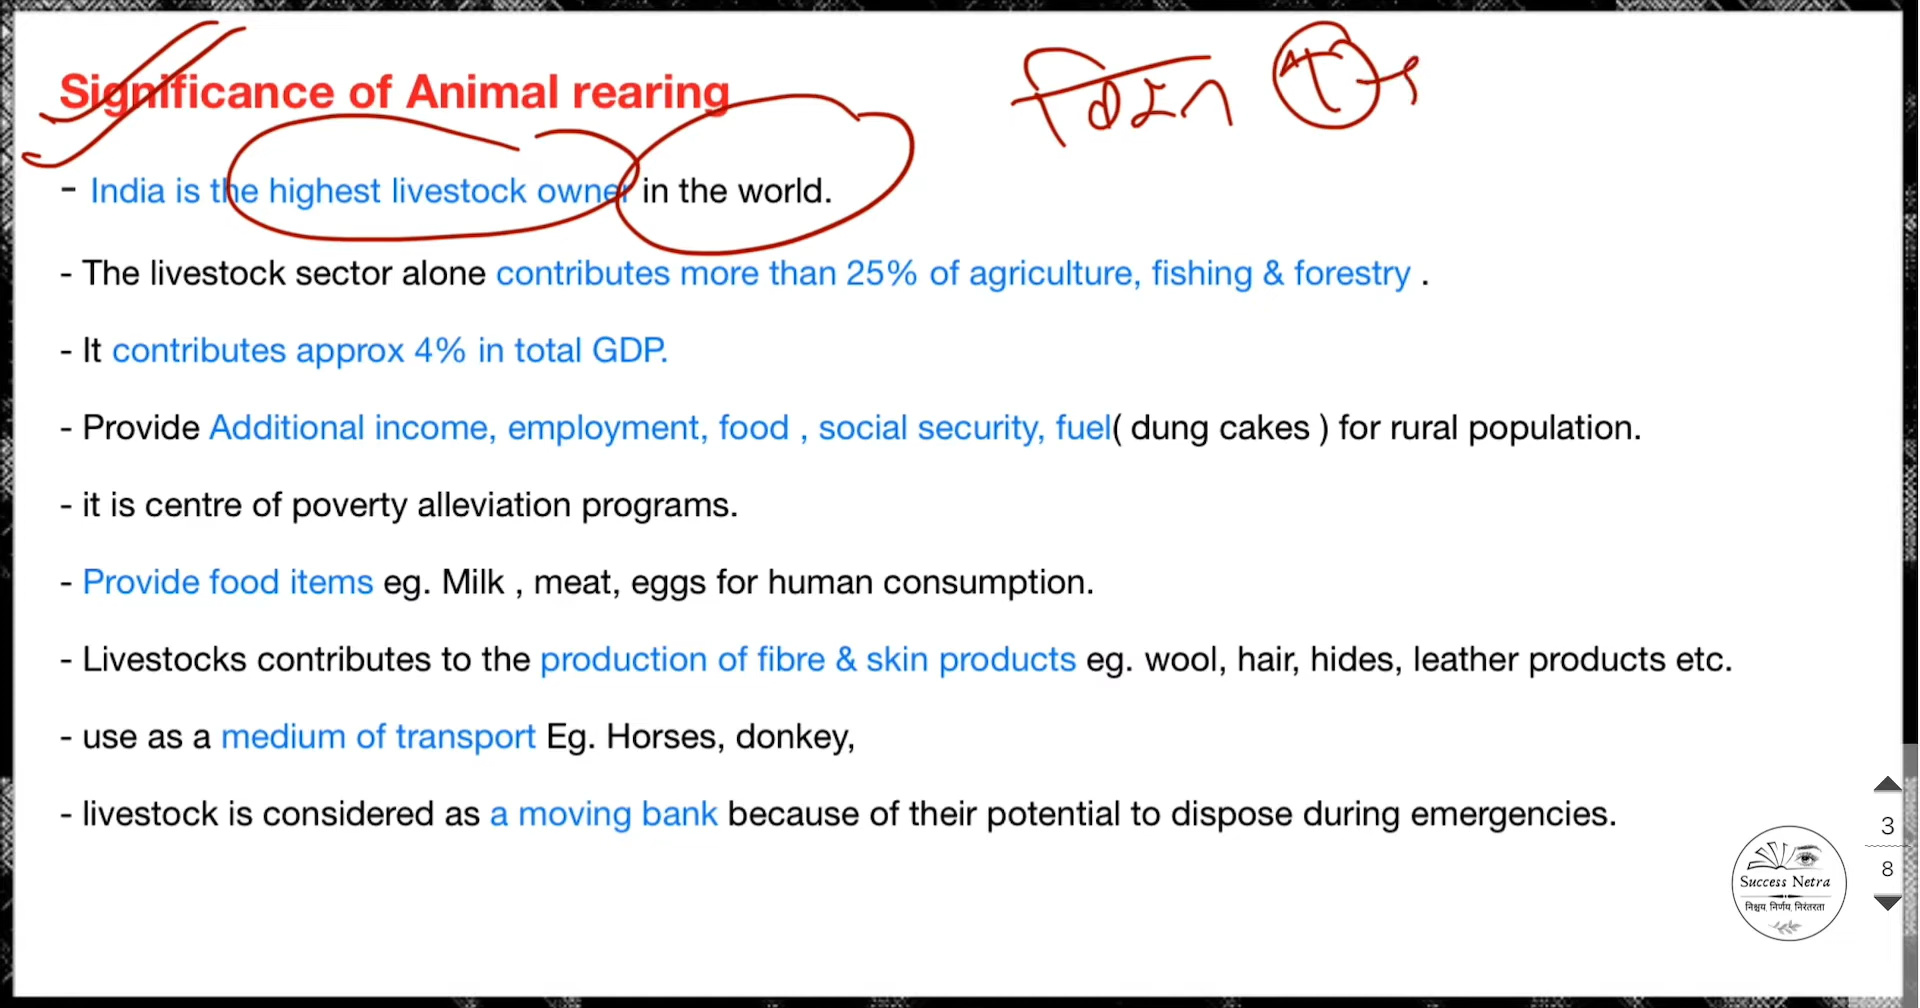 Significance of Animal rearing
- India is the highest livestock owner in the world.
- The livestock sector alone contributes more than 25% of agriculture, fishing & forestry .
- It contributes approx 4% in total GDP.
- Provide Additional income, employment, food , social security, fuel( dung cakes ) for rural population.
- it is centre of poverty alleviation programs.
- Provide food items eg. Milk , meat, eggs for human consumption.
- Livestocks contributes to the production of fibre & skin products eg. wool, hair, hides, leather products etc.
- use as a medium of transport Eg. Horses, donkey,
- livestock is considered as a moving bank because of their potential to dispose during emergencies.
3
8
Success Netra
निश्चय, निर्णय, निरंतरता